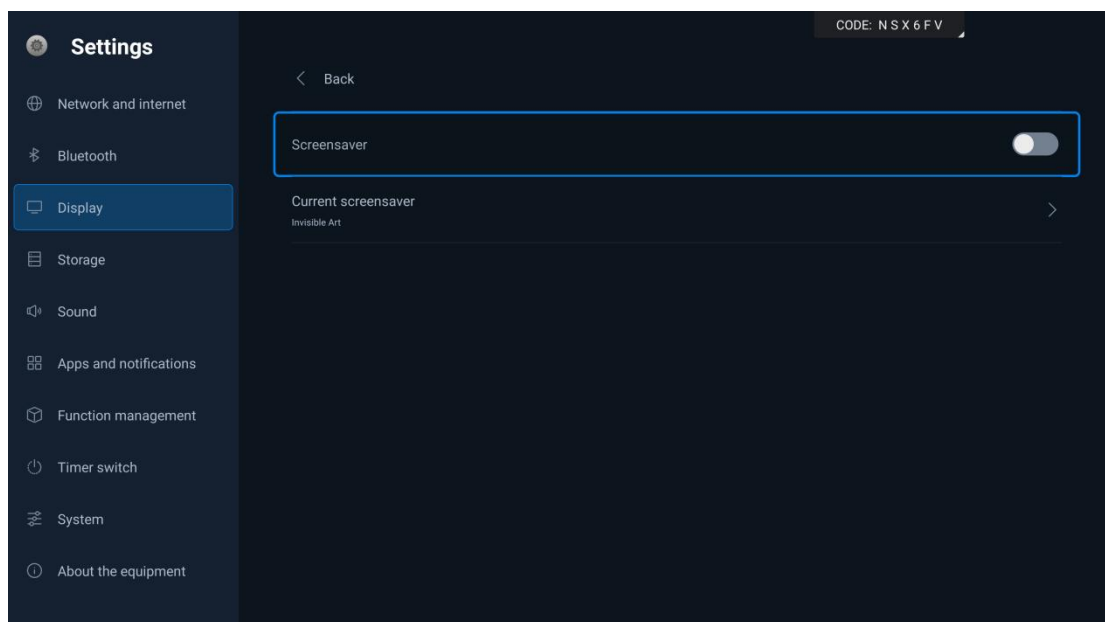 CODE: N S X 6 F V
Settings
Back
Network and internet
Screensaver
Bluetooth
Current screensaver
Invisible Art
Display
Storage
Sound
Apps and notifications
Function management
Timer switch
System
About the equipment